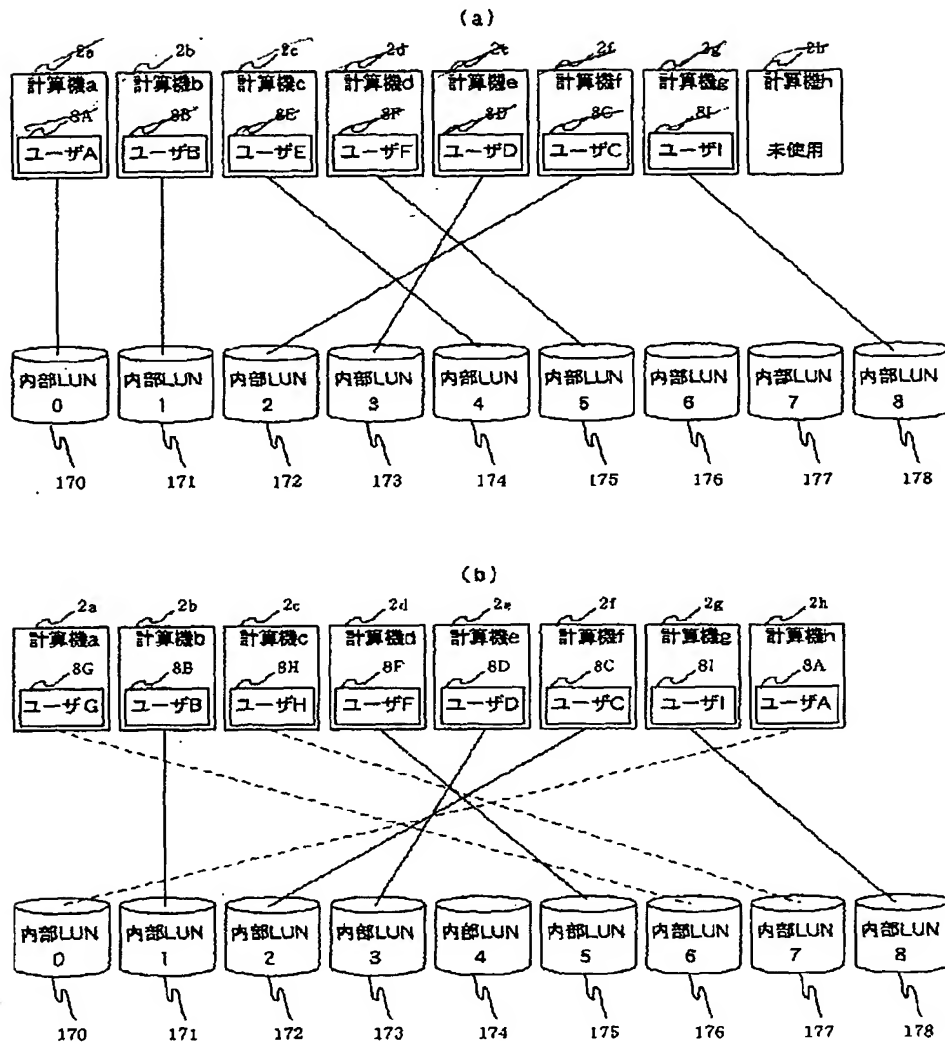 (a)
2a 2b 2c 2d 2e 2f 2g 2h
計算機a 計算機b 計算機c 計算機d 計算機e 計算機f 計算機g 計算機h
8A 8B 8E 8F 8D 8C 8I
ユーザA ユーザB ユーザE ユーザF ユーザD ユーザC ユーザI 未使用
内部LUN 内部LUN 内部LUN 内部LUN 内部LUN 内部LUN 内部LUN 内部LUN 内部LUN
0 1 2 3 4 5 6 7 8
170 171 172 173 174 175 176 177 178
(b)
2a 2b 2c 2d 2e 2f 2g 2h
計算機a 計算機b 計算機c 計算機d 計算機e 計算機f 計算機g 計算機h
8G 8B 8H 8F 8D 8C 8I 8A
ユーザG ユーザB ユーザH ユーザF ユーザD ユーザC ユーザI ユーザA
内部LUN 内部LUN 内部LUN 内部LUN 内部LUN 内部LUN 内部LUN 内部LUN 内部LUN
0 1 2 3 4 5 6 7 8
170 171 172 173 174 175 176 177 178